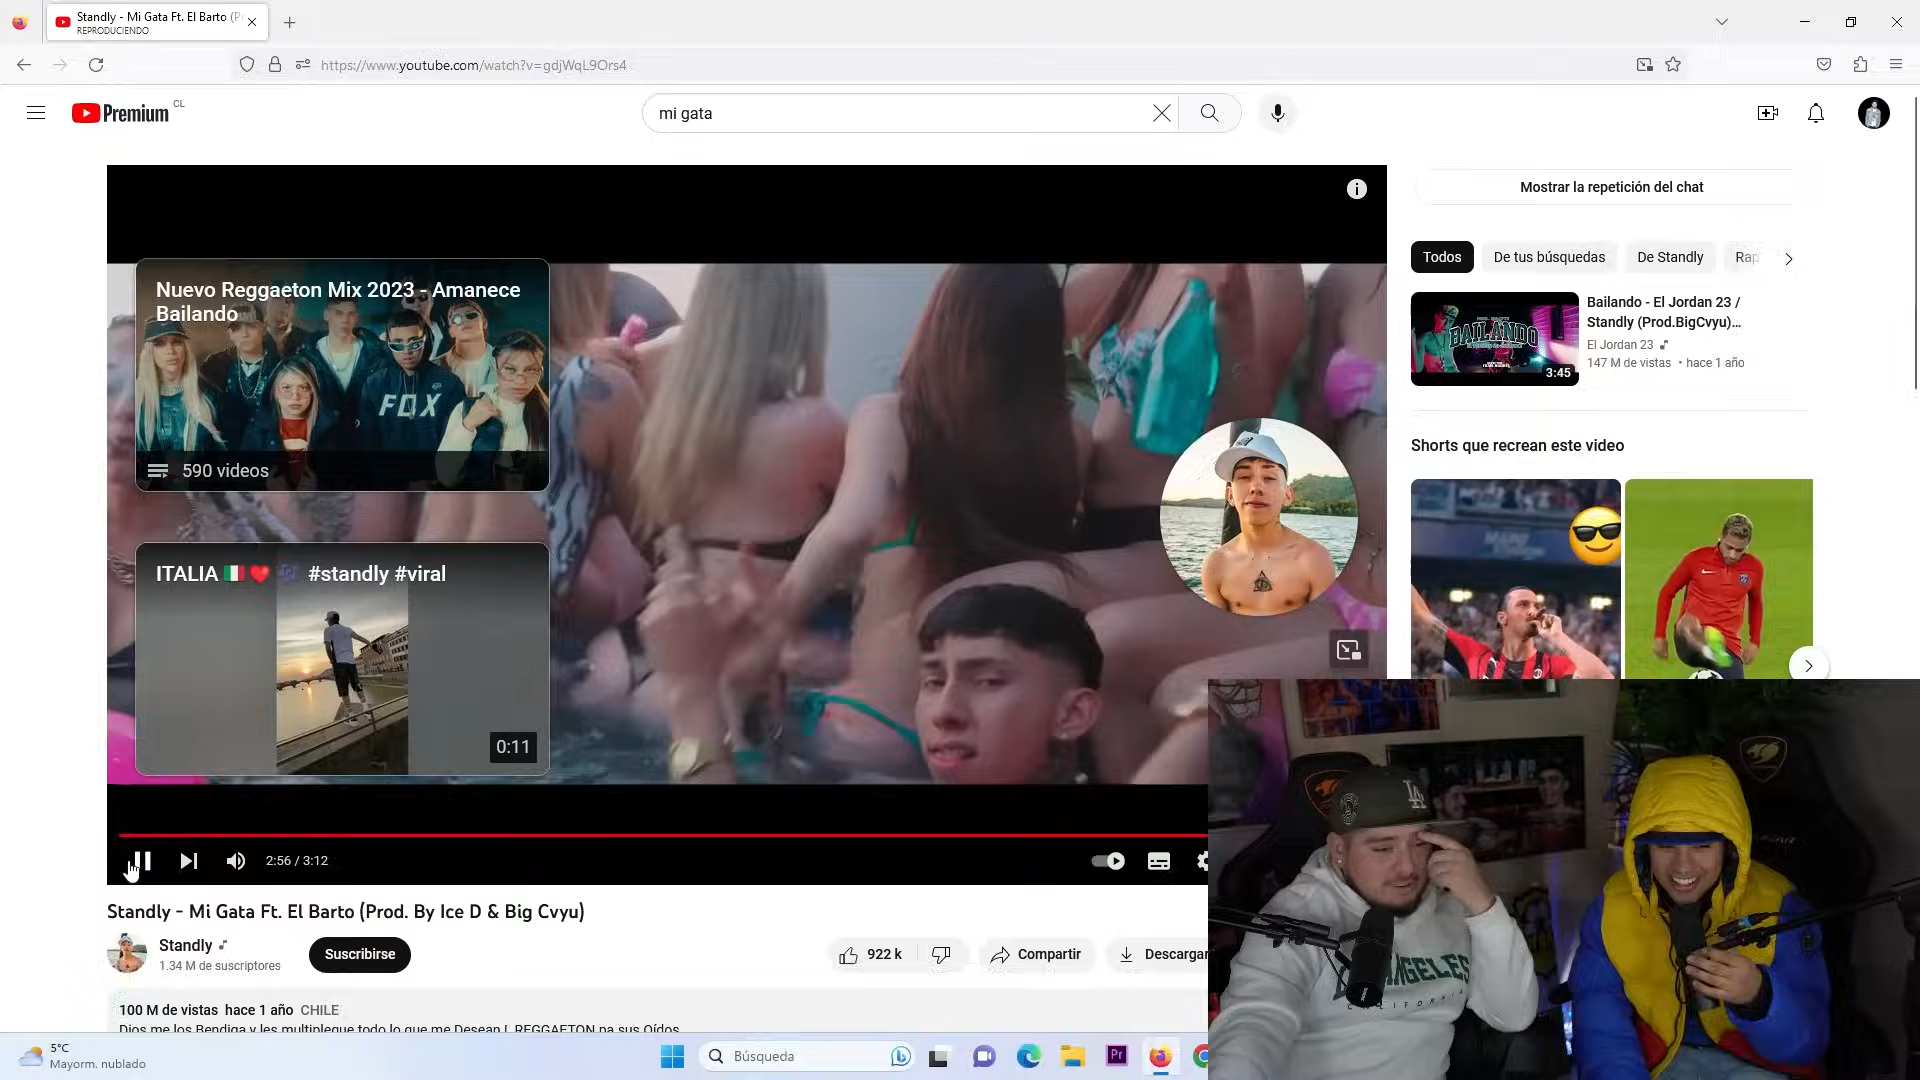 Standly - Mi Gata Ft. El Barto (P
REPRODUCIENDO
https://www.youtube.com/watch?v=gdjWqL9Ors4
Premium CL
mi gata
Mostrar la repetición del chat
Todos
De tus búsquedas
De Standly
Rap
Nuevo Reggaeton Mix 2023 - Amanece
Bailando
FOX
590 videos
BAILANDO
3:45
Bailando - El Jordan 23 /
Standly (Prod.BigCvyu)...
El Jordan 23
147 M de vistas • hace 1 año
Shorts que recrean este video
ITALIA #standly #viral
0:11
2:56 / 3:12
Standly - Mi Gata Ft. El Barto (Prod. By Ice D & Big Cvyu)
Standly
1.34 M de suscriptores
Suscribirse
922 k
Compartir
Descargar
100 M de vistas hace 1 año CHILE
Dios me los Bendiga y les multiplique todo lo que me Desean I REGGAETON pa sus Oídos
LA
CALIFORNIA
5°C
Mayorm. nublado
Búsqueda
Pr